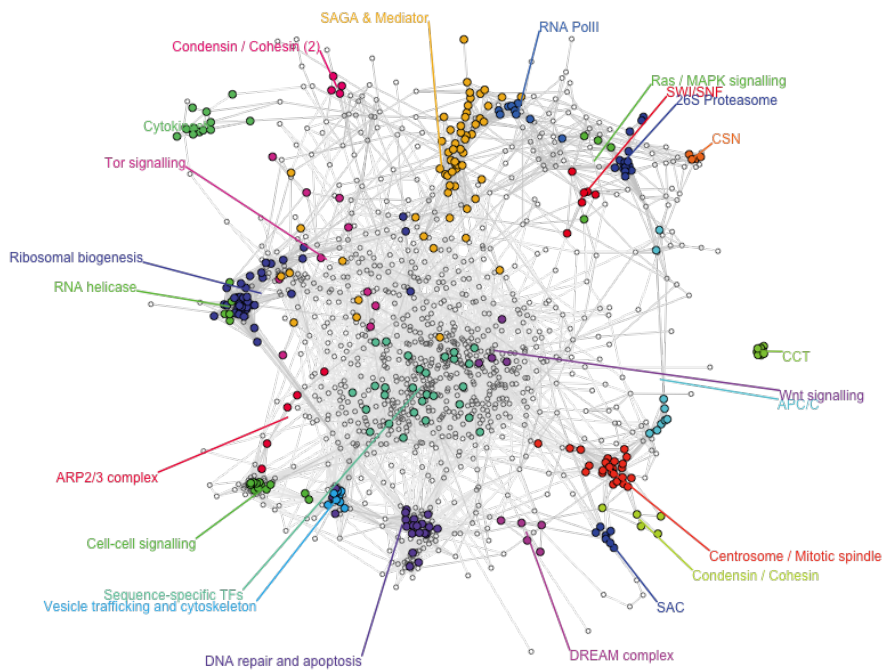 SAGA & Mediator
RNA PolII
Condensin / Cohesin (2)
Ras / MAPK signalling
SWI/SNF
26S Proteasome
Cytokines
CSN
Tor signalling
Ribosomal biogenesis
RNA helicase
CCT
Wnt signalling
APC/C
ARP2/3 complex
Cell-cell signalling
Centrosome / Mitotic spindle
Condensin / Cohesin
Sequence-specific TFs
Vesicle trafficking and cytoskeleton
SAC
DNA repair and apoptosis
DREAM complex